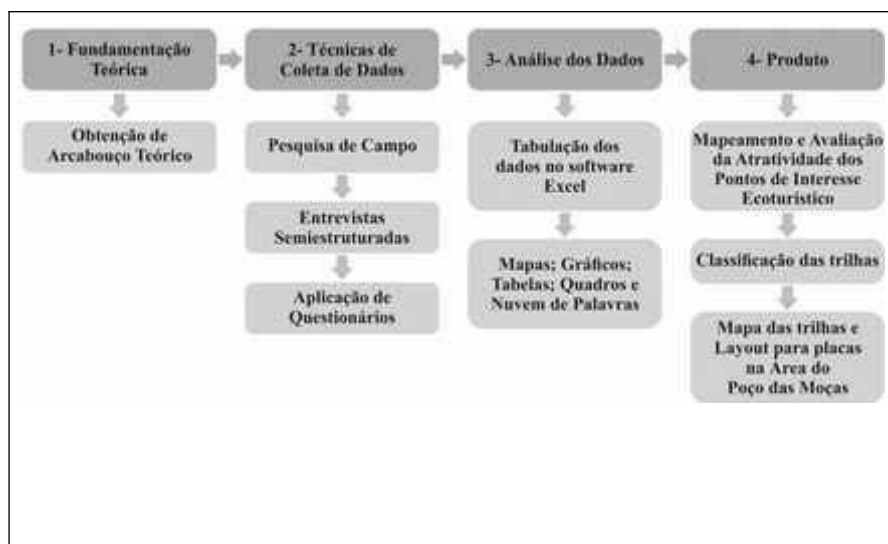 1- Fundamentação
Teórica
2- Técnicas de
Coleta de Dados
3- Análise dos Dados
4- Produto
Obtenção de
Arcabouço Teórico
Pesquisa de Campo
Entrevistas
Semiestruturadas
Aplicação de
Questionários
Tabulação dos
dados no software
Excel
Mapas; Gráficos;
Tabelas; Quadros e
Nuvem de Palavras
Mapeamento e Avaliação
da Atratividade dos
Pontos de Interesse
Ecoturístico
Classificação das trilhas
Mapa das trilhas e
Layout para placas
na Área do
Poço das Moças